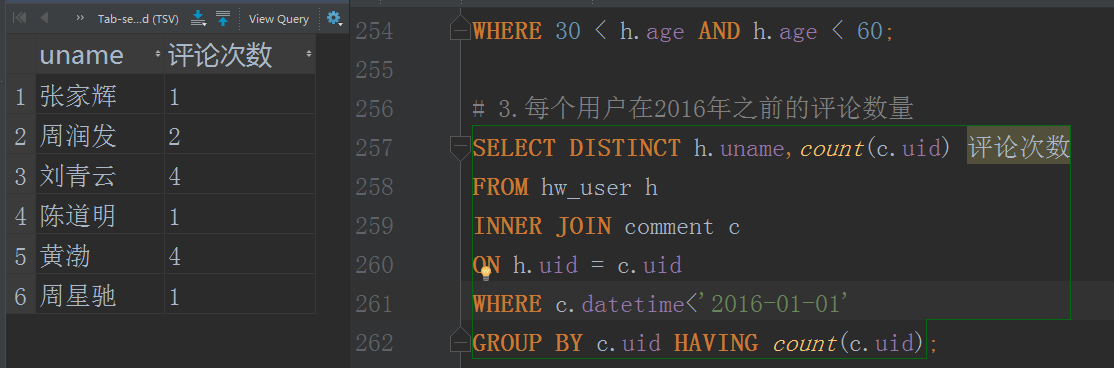 Tab-se...d (TSV) View Query
uname 评论次数
1 张家辉 1
2 周润发 2
3 刘青云 4
4 陈道明 1
5 黄渤 4
6 周星驰 1
254 WHERE 30 < h.age AND h.age < 60;
255
256 # 3.每个用户在2016年之前的评论数量
257 SELECT DISTINCT h.uname,count(c.uid) 评论次数
258 FROM hw_user h
259 INNER JOIN comment c
260 ON h.uid = c.uid
261 WHERE c.datetime<'2016-01-01'
262 GROUP BY c.uid HAVING count(c.uid);